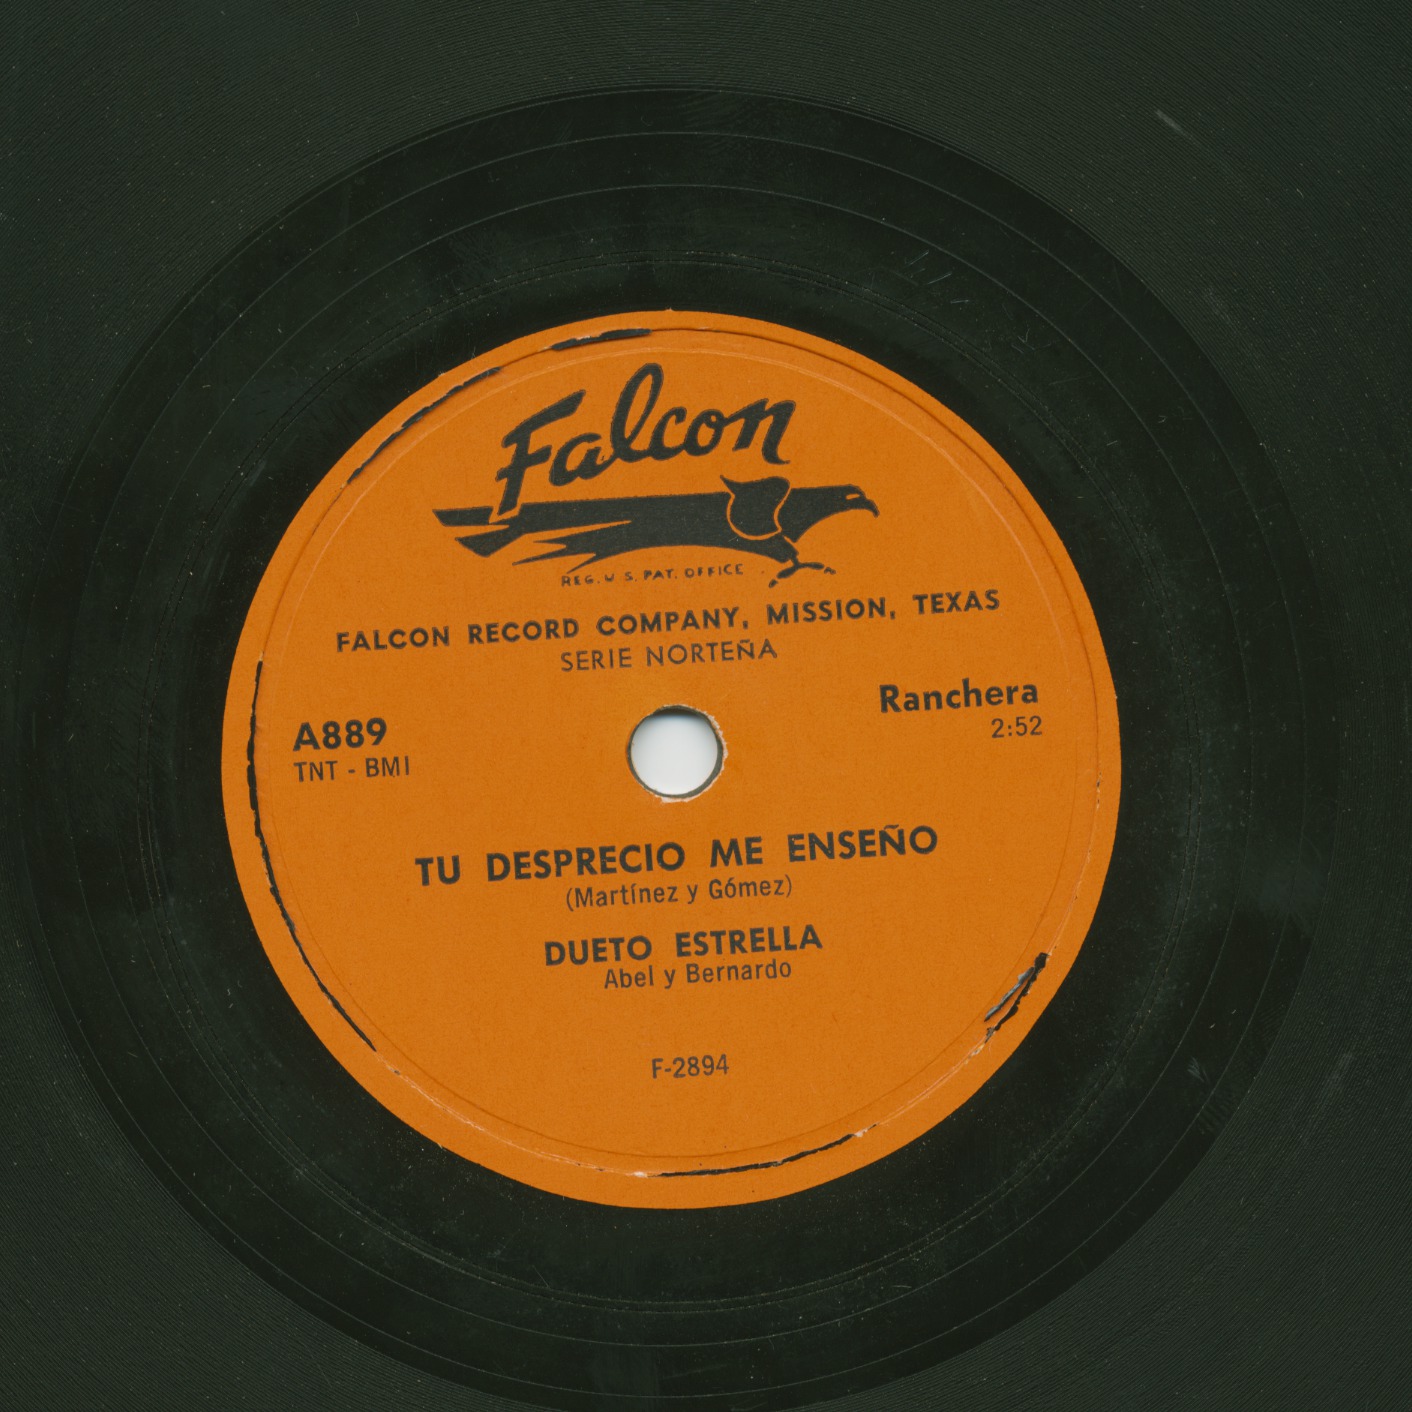 Falcon
REG. U S. PAT. OFFICE
FALCON RECORD COMPANY, MISSION, TEXAS
SERIE NORTEÑA
A889
TNT - BMI
Ranchera
2:52
TU DESPRECIO ME ENSEÑO
(Martínez y Gómez)
DUETO ESTRELLA
Abel y Bernardo
F-2894